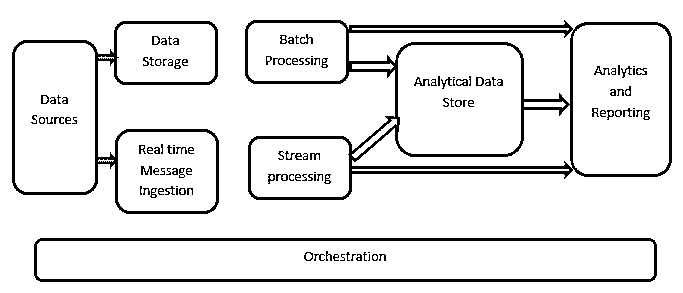 Data
Sources
Data
Storage
Real time
Message
Ingestion
Batch
Processing
Stream
processing
Analytical Data
Store
Analytics
and
Reporting
Orchestration